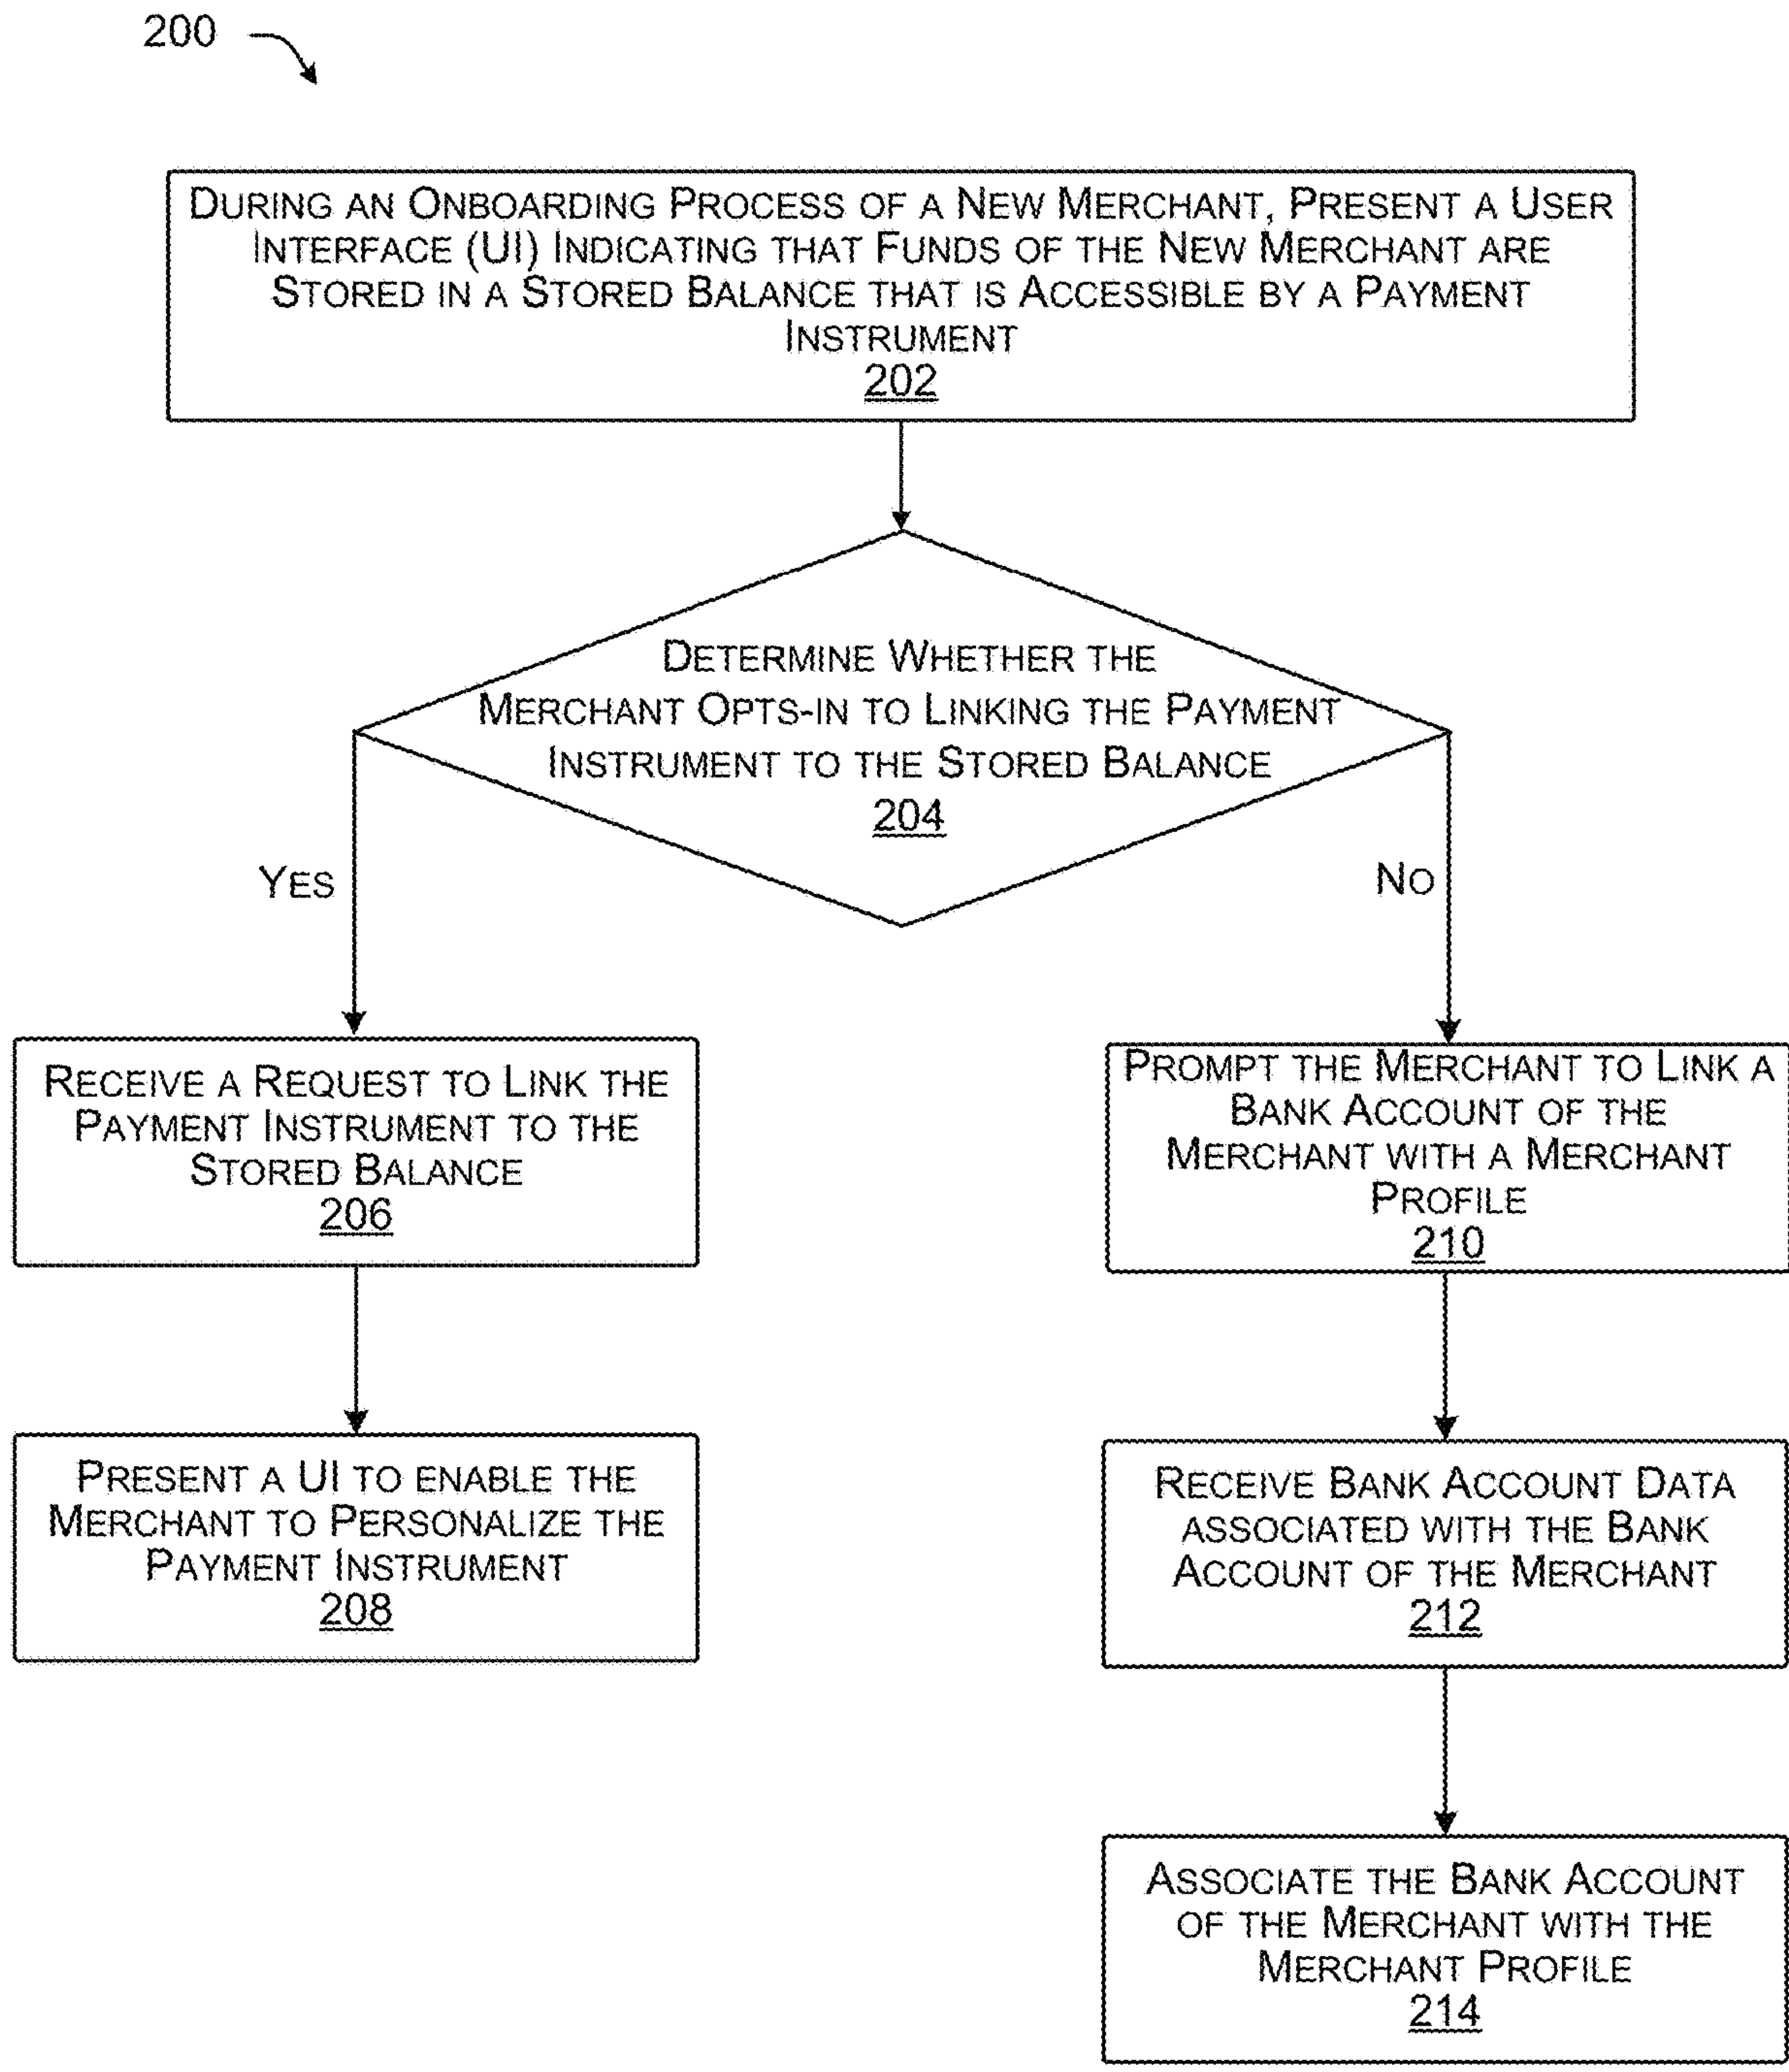 200
DURING AN ONBOARDING PROCESS OF A NEW MERCHANT, PRESENT A USER
INTERFACE (UI) INDICATING THAT FUNDS OF THE NEW MERCHANT ARE
STORED IN A STORED BALANCE THAT IS ACCESSIBLE BY A PAYMENT
INSTRUMENT
202
DETERMINE WHETHER THE
MERCHANT OPTS-IN TO LINKING THE PAYMENT
INSTRUMENT TO THE STORED BALANCE
204
YES
NO
RECEIVE A REQUEST TO LINK THE
PAYMENT INSTRUMENT TO THE
STORED BALANCE
206
PRESENT A UI TO ENABLE THE
MERCHANT TO PERSONALIZE THE
PAYMENT INSTRUMENT
208
PROMPT THE MERCHANT TO LINK A
BANK ACCOUNT OF THE
MERCHANT WITH A MERCHANT
PROFILE
210
RECEIVE BANK ACCOUNT DATA
ASSOCIATED WITH THE BANK
ACCOUNT OF THE MERCHANT
212
ASSOCIATE THE BANK ACCOUNT
OF THE MERCHANT WITH THE
MERCHANT PROFILE
214